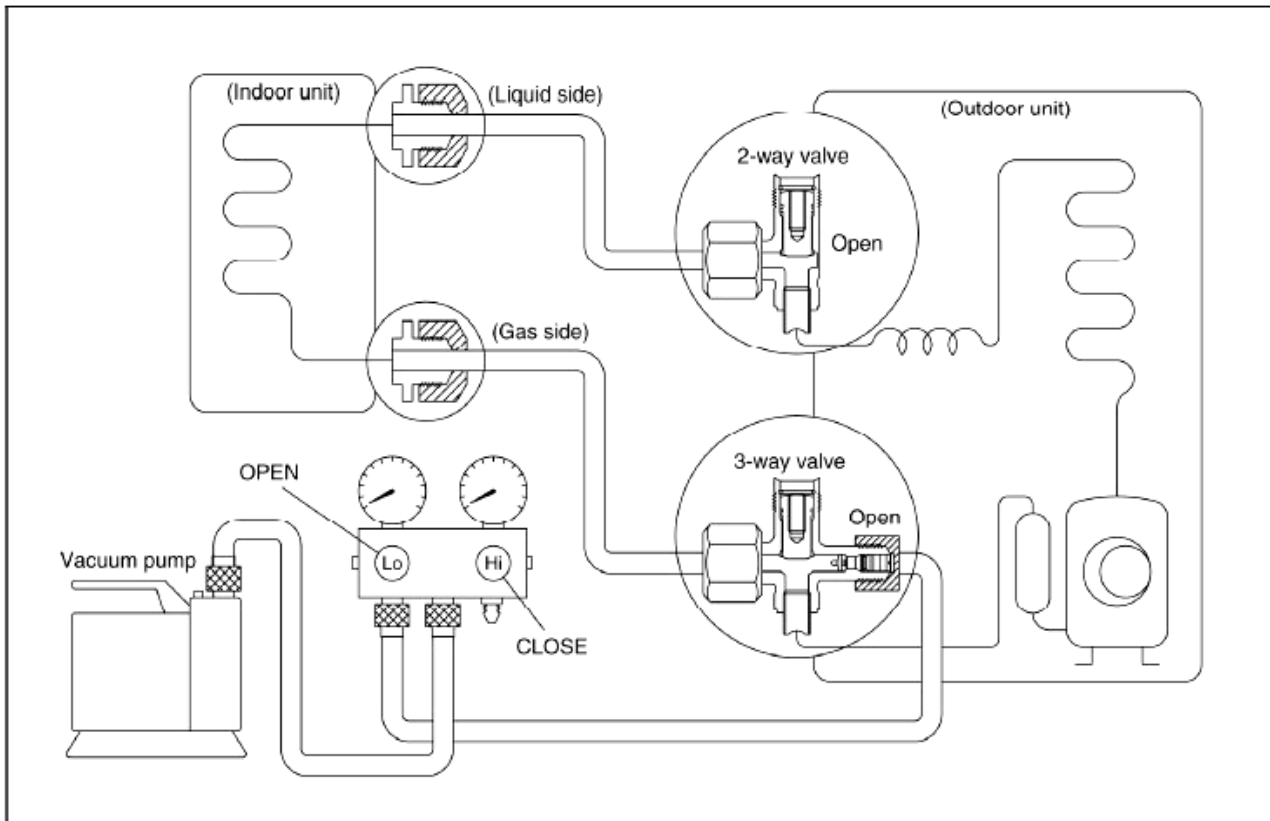 (Indoor unit)
(Liquid side)
(Outdoor unit)
2-way valve
Open
(Gas side)
3-way valve
Open
OPEN
Vacuum pump
Lo
Hi
CLOSE